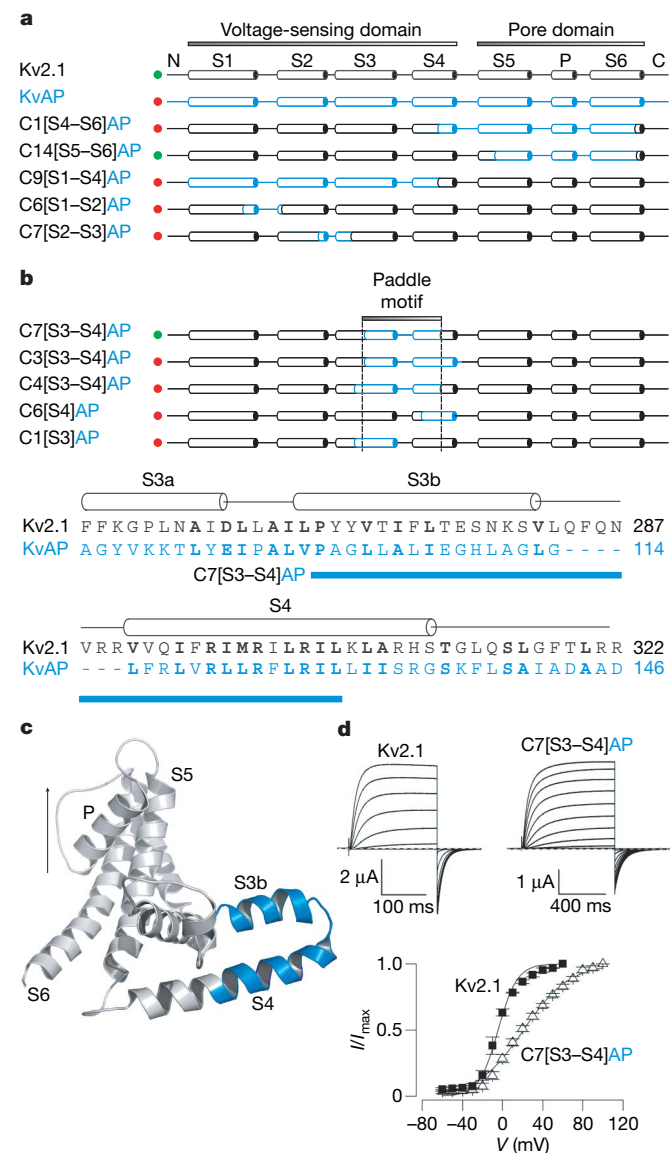 a
Voltage-sensing domain Pore domain
N S1 S2 S3 S4 S5 P S6 C
Kv2.1
KvAP
C1[S4–S6]AP
C14[S5–S6]AP
C9[S1–S4]AP
C6[S1–S2]AP
C7[S2–S3]AP
b
Paddle
motif
C7[S3–S4]AP
C3[S3–S4]AP
C4[S3–S4]AP
C6[S4]AP
C1[S3]AP
S3a S3b
Kv2.1 FFKGPLNAIDLLAILPYYVTIFLTESNKSVLQFQN 287
KvAP AGYVKKTLYEIPALVPAGLLALIEGHLAGLG---- 114
C7[S3–S4]AP
S4
Kv2.1 VRRVVQIFRIMRILRILKLARHSTGLQSLGFTLRR 322
KvAP ---LFRLVRLLRFLRILLIISRGSKFLSAIADAAD 146
c
S5
P
S3b
S6
S4
d
Kv2.1 C7[S3–S4]AP
2 µA 1 µA
100 ms 400 ms
1.0
Kv2.1
I/Imax
0.5
C7[S3–S4]AP
0
–80 –40 0 40 80 120
V (mV)